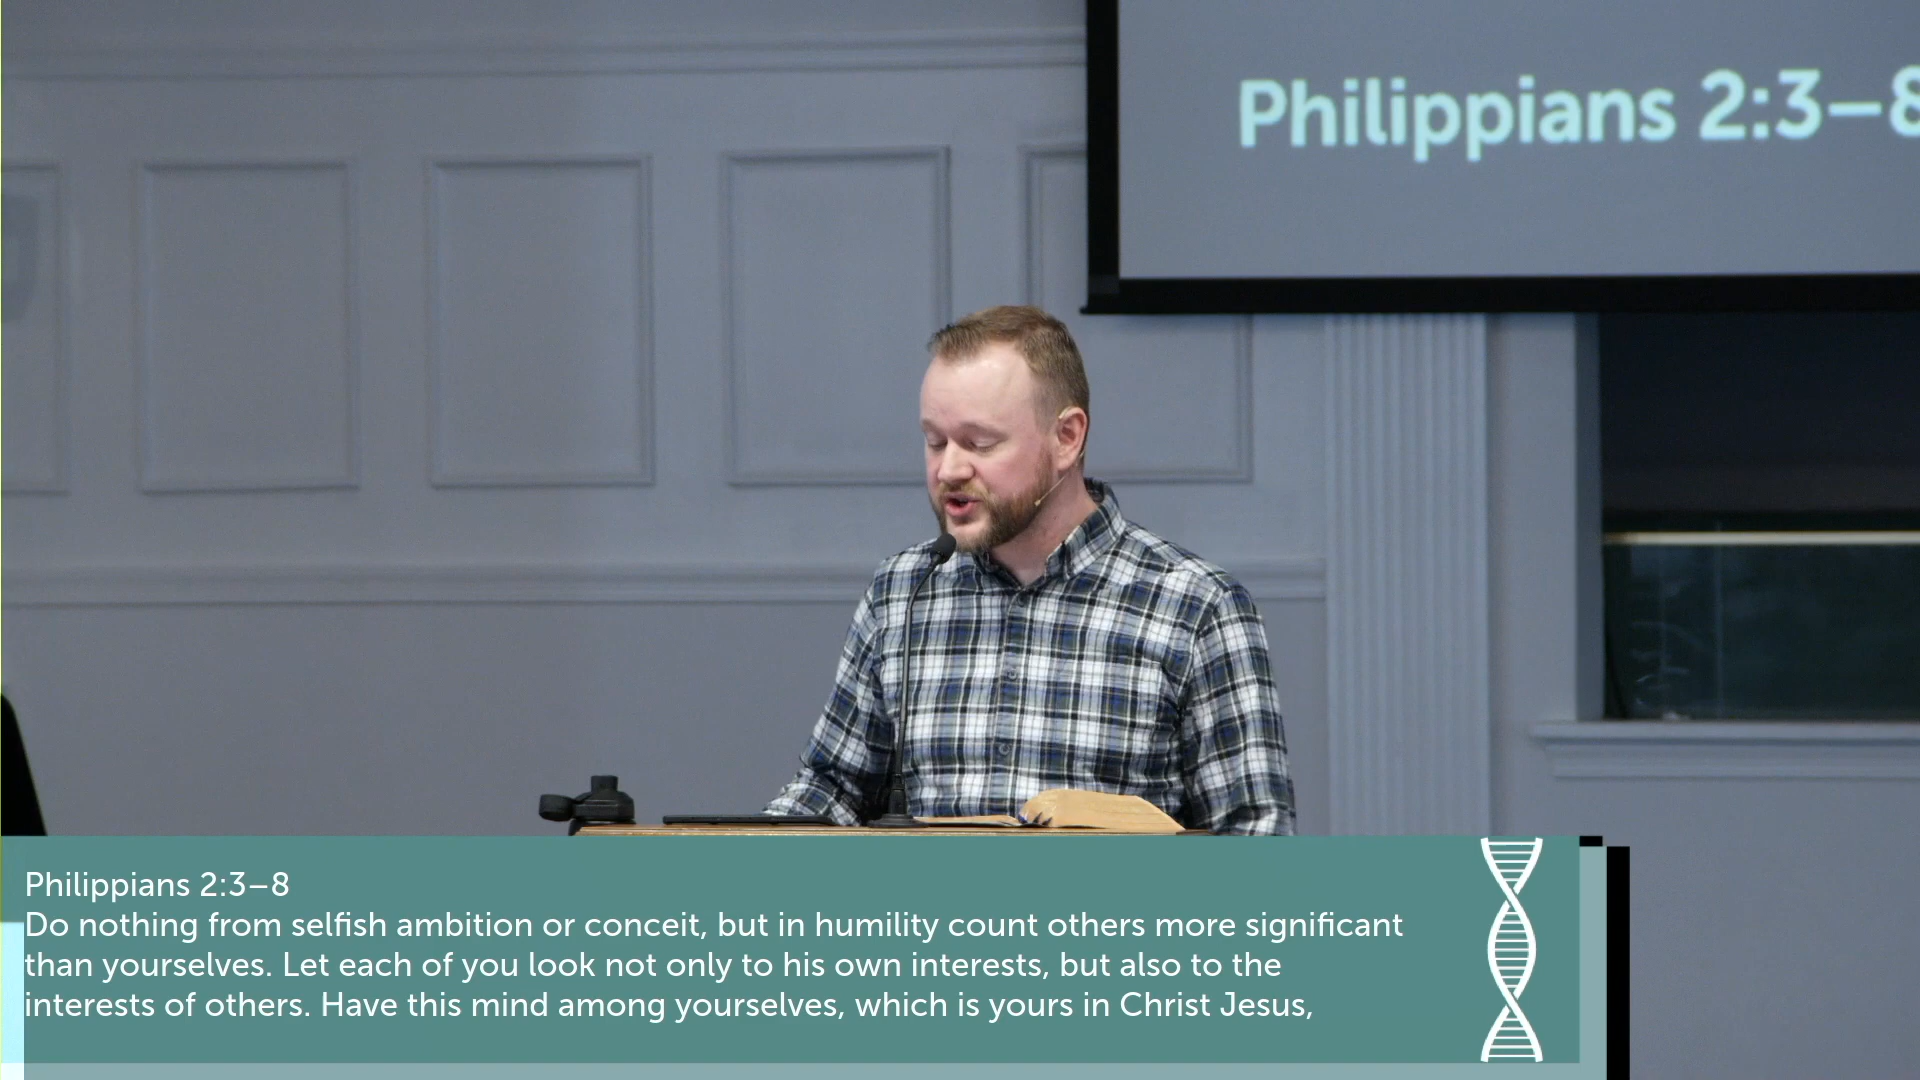 Philippians 2:3–8
Philippians 2:3–8
Do nothing from selfish ambition or conceit, but in humility count others more significant
than yourselves. Let each of you look not only to his own interests, but also to the
interests of others. Have this mind among yourselves, which is yours in Christ Jesus,